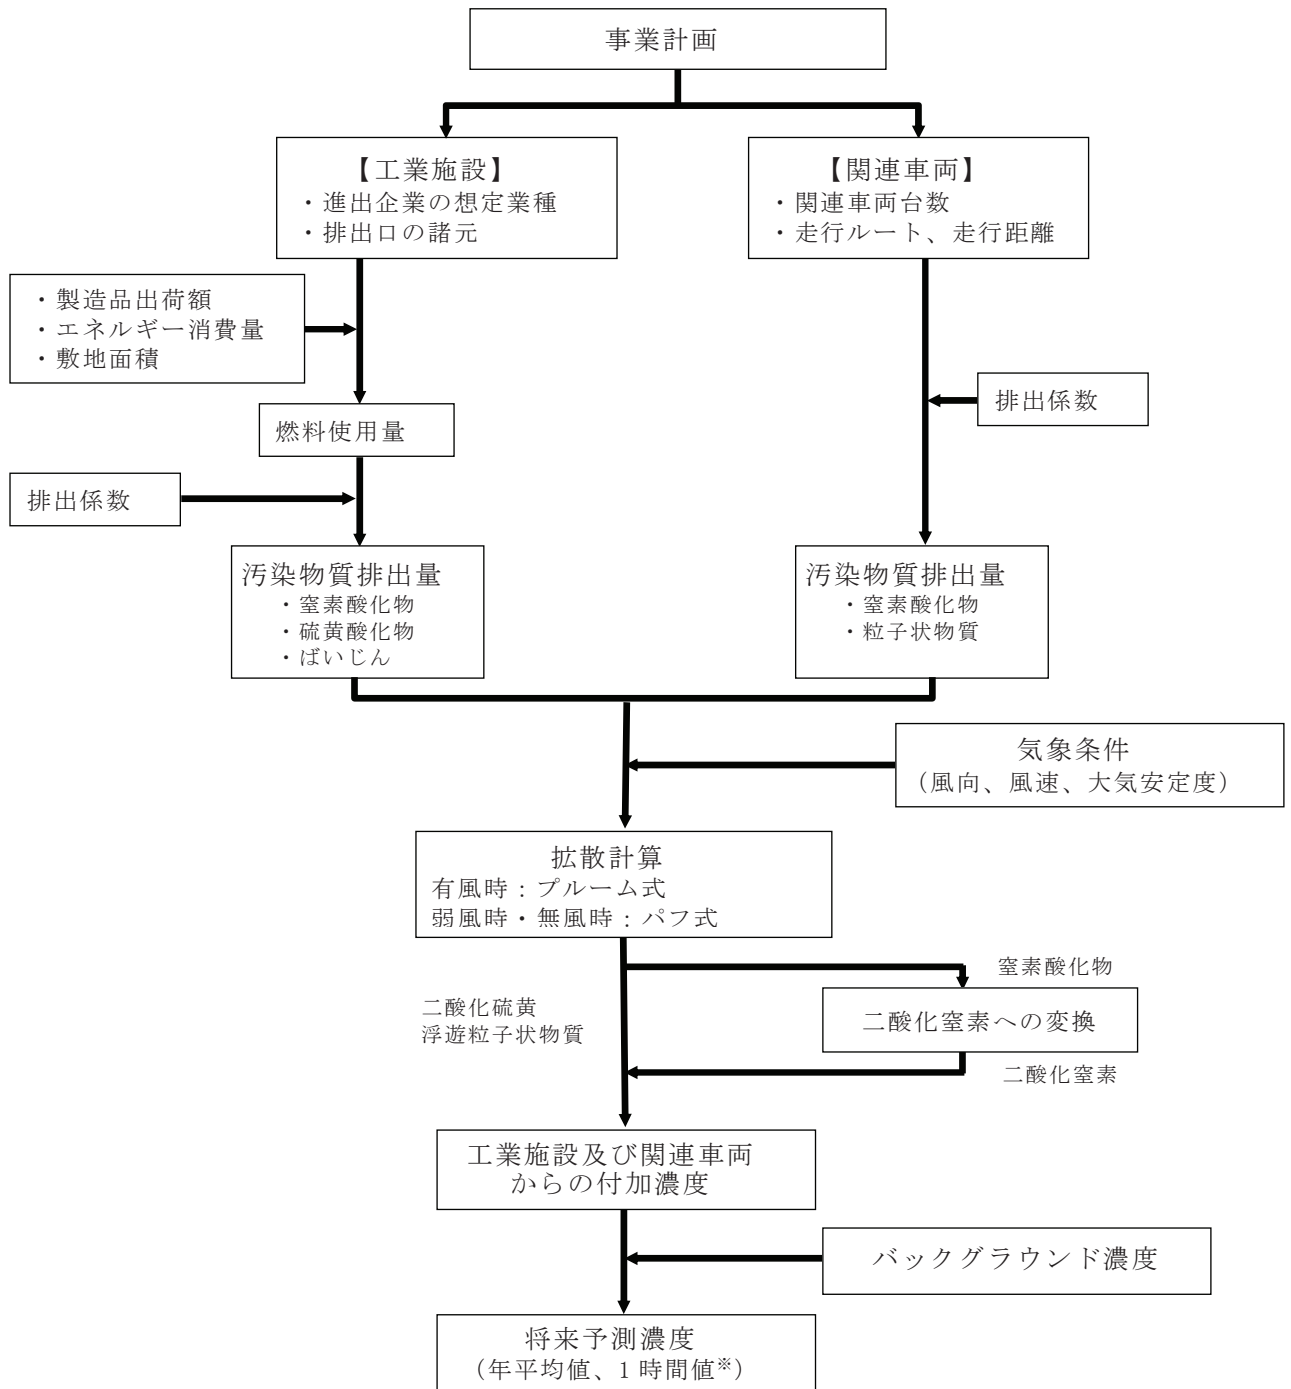 事業計画
【工業施設】
・進出企業の想定業種
・排出口の諸元
【関連車両】
・関連車両台数
・走行ルート、走行距離
・製造品出荷額
・エネルギー消費量
・敷地面積
排出係数
燃料使用量
排出係数
汚染物質排出量
・窒素酸化物
・硫黄酸化物
・ばいじん
汚染物質排出量
・窒素酸化物
・粒子状物質
気象条件
（風向、風速、大気安定度）
拡散計算
有風時：プルーム式
弱風時・無風時：パフ式
窒素酸化物
二酸化硫黄
浮遊粒子状物質
二酸化窒素への変換
二酸化窒素
工業施設及び関連車両
からの付加濃度
バックグラウンド濃度
将来予測濃度
（年平均値、1 時間値※）